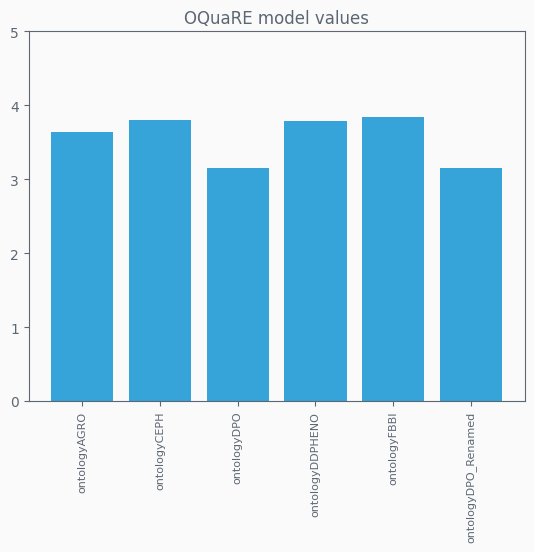 OQuaRE model values
5
4
3
2
1
0
ontologyAGRO
ontologyCEPH
ontologyDPO
ontologyDDPHENO
ontologyFBBI
ontologyDPO_Renamed